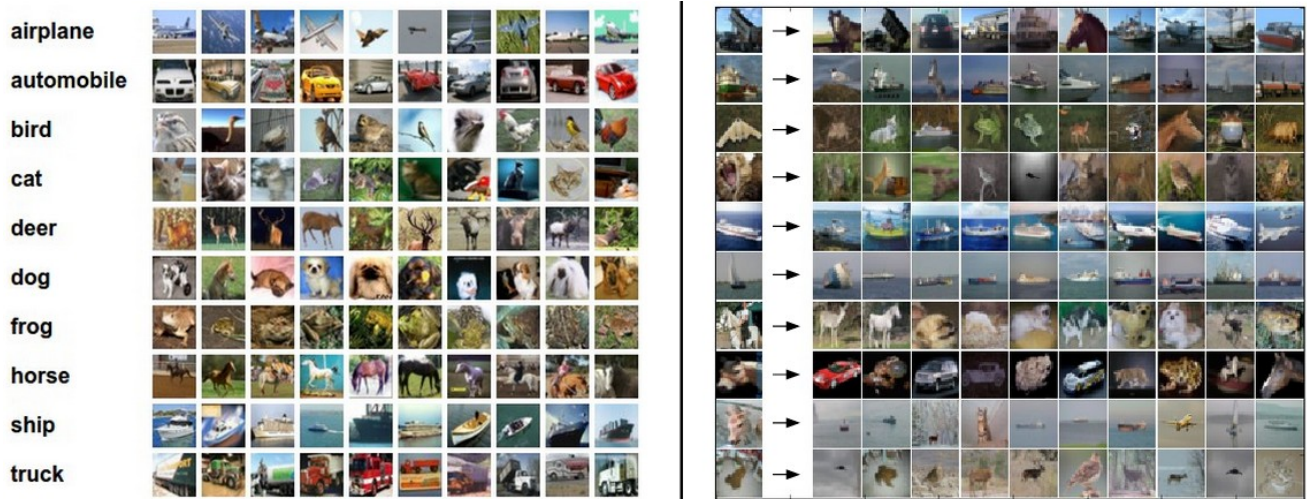 airplane
automobile
bird
cat
deer
dog
frog
horse
ship
truck